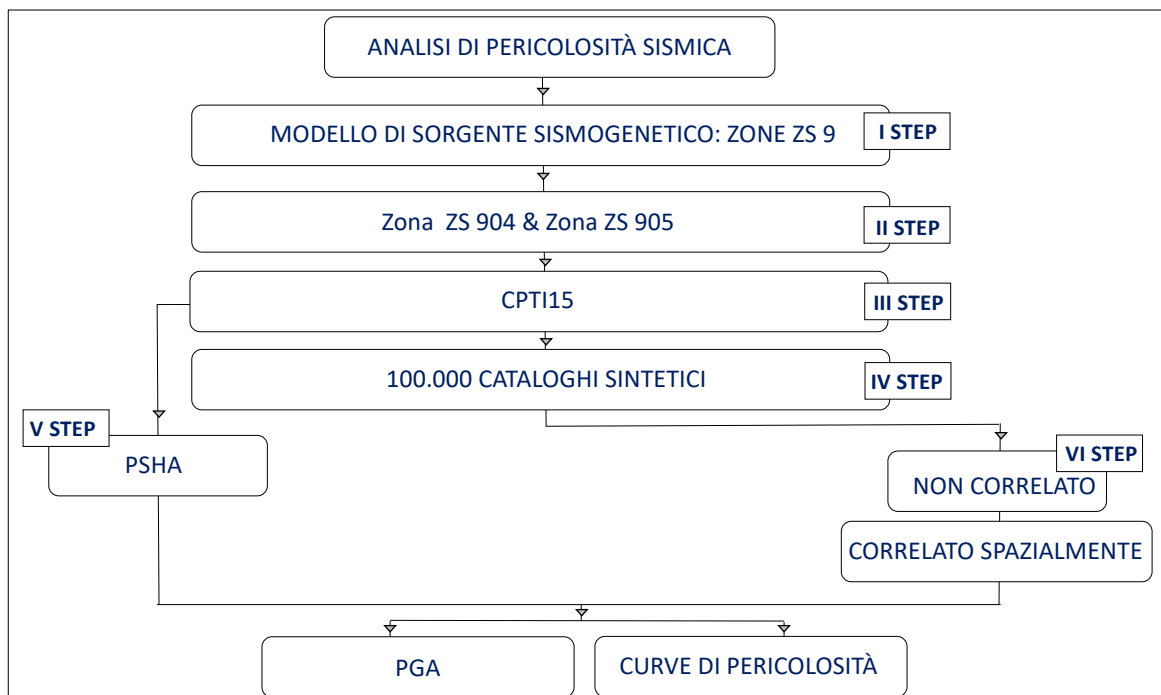 ANALISI DI PERICOLOSITÀ SISMICA
MODELLO DI SORGENTE SISMOGENETICO: ZONE ZS 9
I STEP
Zona ZS 904 & Zona ZS 905
II STEP
CPTI15
III STEP
100.000 CATALOGHI SINTETICI
IV STEP
V STEP
PSHA
VI STEP
NON CORRELATO
CORRELATO SPAZIALMENTE
PGA
CURVE DI PERICOLOSITÀ